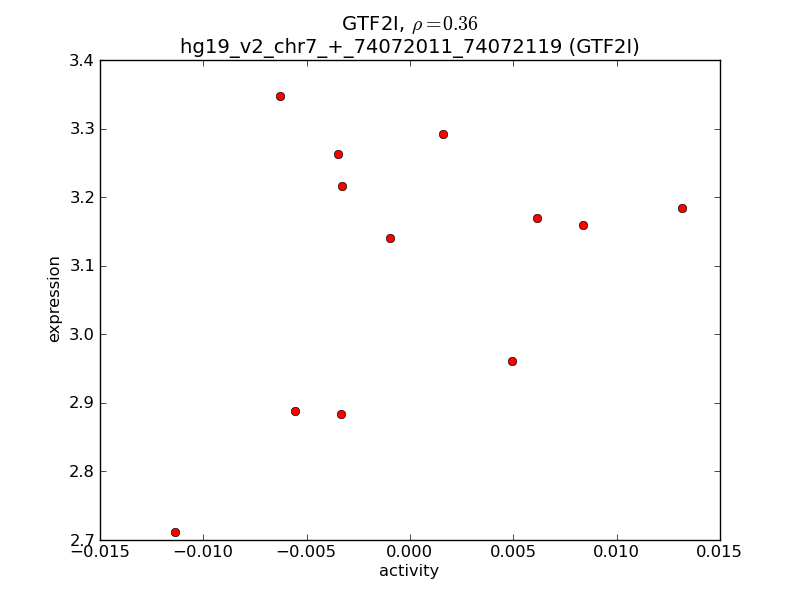 GTF2I, ρ=0.36
hg19_v2_chr7_+_74072011_74072119 (GTF2I)
3.4
3.3
3.2
3.1
3.0
2.9
2.8
2.7
expression
−0.015 −0.010 −0.005 0.000 0.005 0.010 0.015
activity